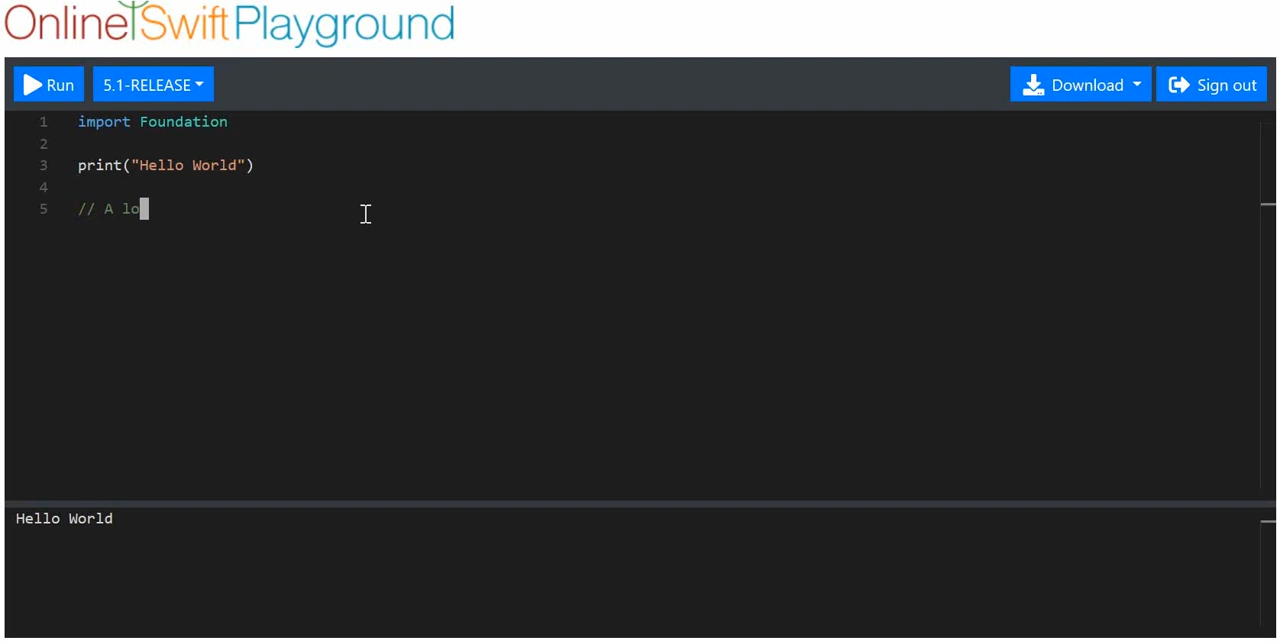 Online Swift Playground
Run 5.1-RELEASE Download Sign out
1 import Foundation
2
3 print("Hello World")
4
5 // A lo
Hello World